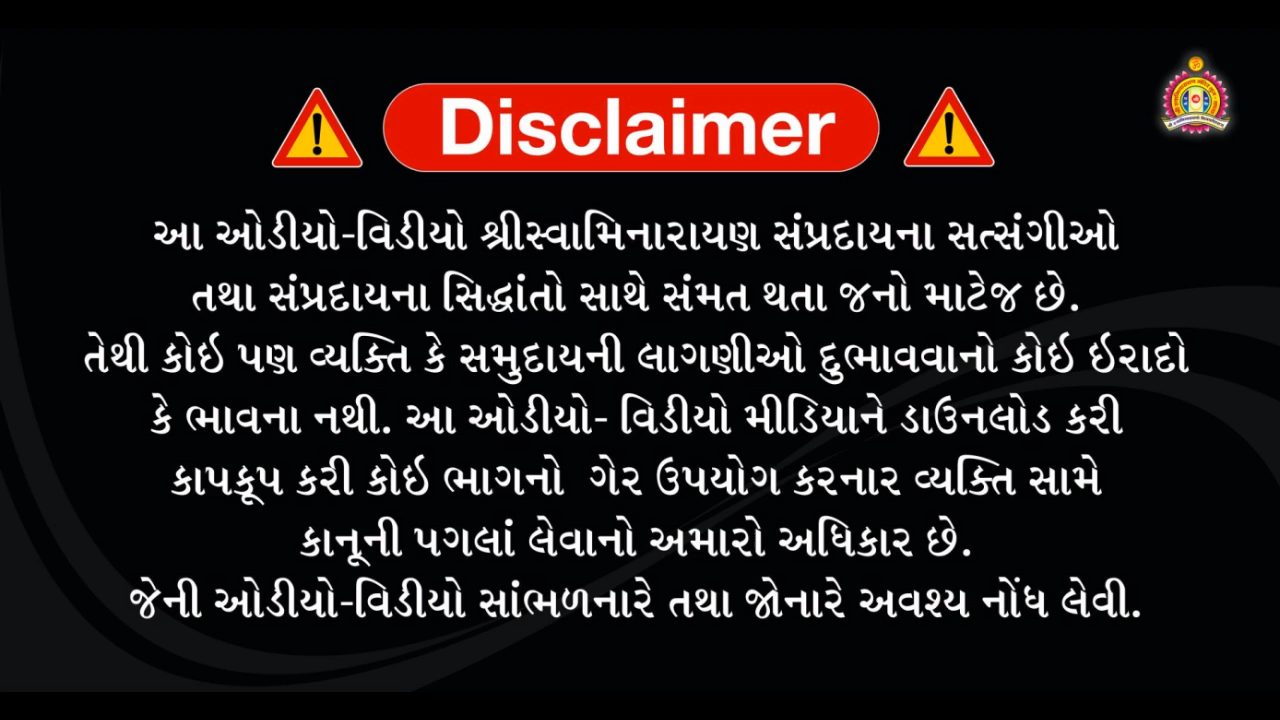 Disclaimer
આ ઓડીયો-વિડીયો શ્રીસ્વામિનારાયણ સંપ્રદાયના સત્સંગીઓ
તથા સંપ્રદાયના સિદ્ધાંતો સાથે સંમત થતા જનો માટેજ છે.
તેથી કોઇ પણ વ્યક્તિ કે સમુદાયની લાગણીઓ દુભાવવાનો કોઇ ઇરાદો
કે ભાવના નથી. આ ઓડીયો- વિડીયો મીડિયાને ડાઉનલોડ કરી
કાપકૂપ કરી કોઇ ભાગનો  ગેર ઉપયોગ કરનાર વ્યક્તિ સામે
કાનૂની પગલાં લેવાનો અમારો અધિકાર છે.
જેની ઓડીયો-વિડીયો સાંભળનારે તથા જોનારે અવશ્ય નોંધ લેવી.